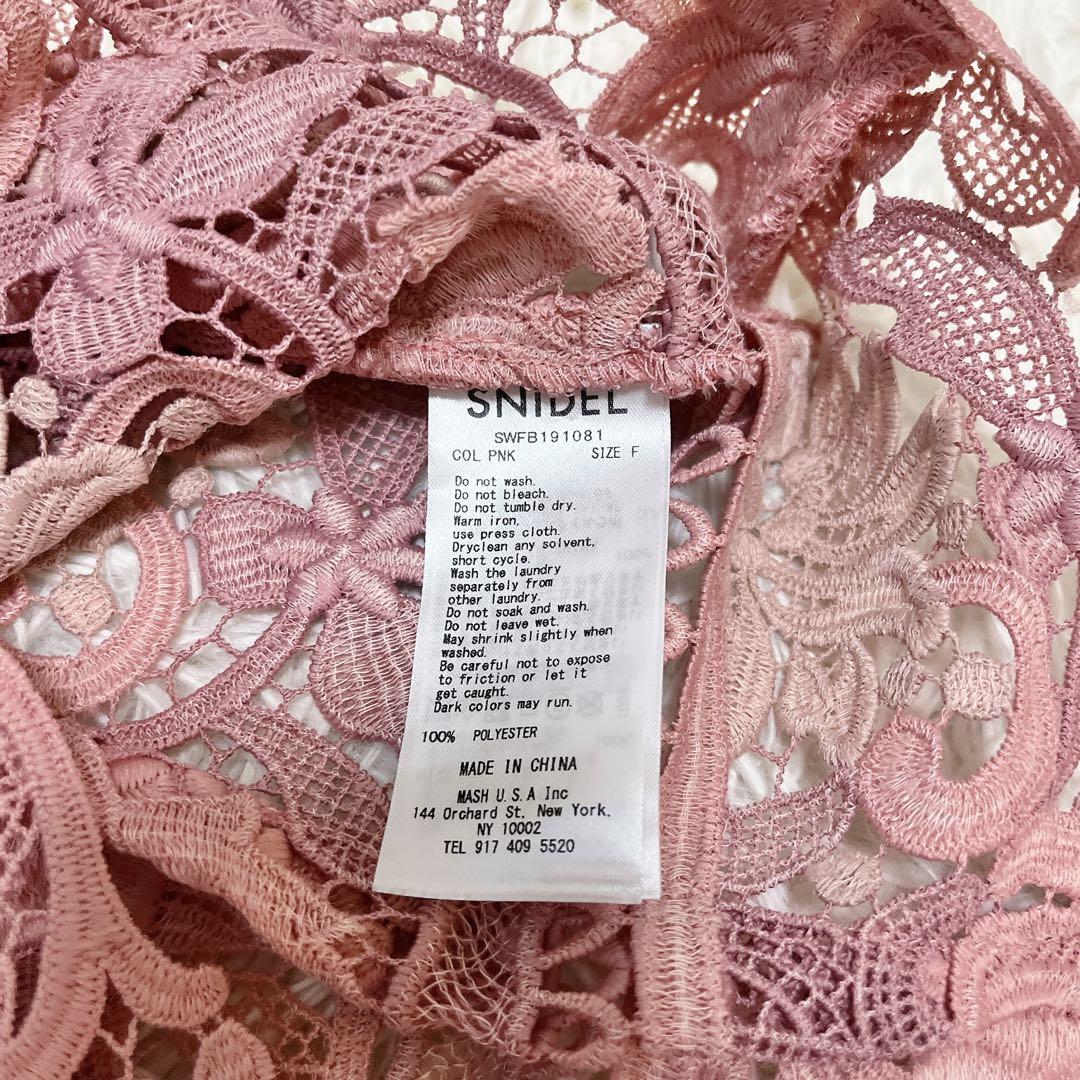 SNIDEL
SWFB191081
COL PNK SIZE F
Do not wash.
Do not bleach.
Do not tumble dry.
Warm iron,
use press cloth.
Dryclean any solvent,
short cycle.
Wash the laundry
separately from
other laundry.
Do not soak and wash.
Do not leave wet.
May shrink slightly when
washed.
Be careful not to expose
to friction or let it
get caught.
Dark colors may run.
100% POLYESTER
MADE IN CHINA
MASH U.S.A Inc
144 Orchard St, New York,
NY 10002
TEL 917 409 5520